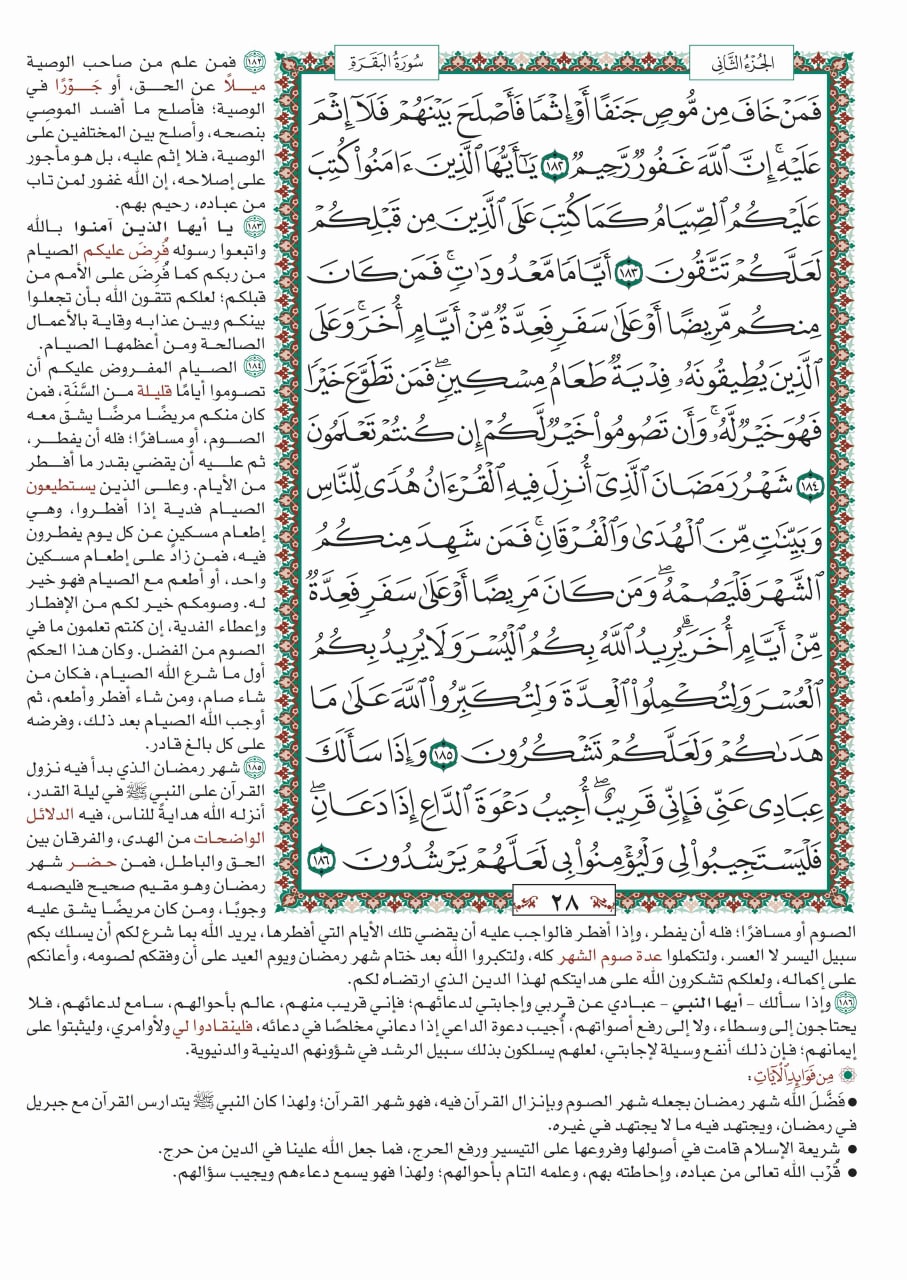 الجُزْءُ الثَّانِي
سُورَةُ البَقَرَةِ
فَمَنْ خَافَ مِن مُّوصٍ جَنَفًا أَوْ إِثْمًا فَأَصْلَحَ بَيْنَهُمْ فَلَآ إِثْمَ
عَلَيْهِۚ إِنَّ ٱللَّهَ غَفُورٌ رَّحِيمٌ ١٨٢ يَٰٓأَيُّهَا ٱلَّذِينَ ءَامَنُوا۟ كُتِبَ
عَلَيْكُمُ ٱلصِّيَامُ كَمَا كُتِبَ عَلَى ٱلَّذِينَ مِن قَبْلِكُمْ
لَعَلَّكُمْ تَتَّقُونَ ١٨٣ أَيَّامًا مَّعْدُودَٰتٍۚ فَمَن كَانَ
مِنكُم مَّرِيضًا أَوْ عَلَىٰ سَفَرٍ فَعِدَّةٌ مِّنْ أَيَّامٍ أُخَرَۚ وَعَلَى
ٱلَّذِينَ يُطِيقُونَهُۥ فِدْيَةٌ طَعَامُ مِسْكِينٍۖ فَمَن تَطَوَّعَ خَيْرًا
فَهُوَ خَيْرٌ لَّهُۥۚ وَأَن تَصُومُوا۟ خَيْرٌ لَّكُمْ إِن كُنتُمْ تَعْلَمُونَ
١٨٤ شَهْرُ رَمَضَانَ ٱلَّذِىٓ أُنزِلَ فِيهِ ٱلْقُرْءَانُ هُدًى لِّلنَّاسِ
وَبَيِّنَٰتٍ مِّنَ ٱلْهُدَىٰ وَٱلْفُرْقَانِۚ فَمَن شَهِدَ مِنكُمُ
ٱلشَّهْرَ فَلْيَصُمْهُۖ وَمَن كَانَ مَرِيضًا أَوْ عَلَىٰ سَفَرٍ فَعِدَّةٌ
مِّنْ أَيَّامٍ أُخَرَۗ يُرِيدُ ٱللَّهُ بِكُمُ ٱلْيُسْرَ وَلَا يُرِيدُ بِكُمُ
ٱلْعُسْرَ وَلِتُكْمِلُوا۟ ٱلْعِدَّةَ وَلِتُكَبِّرُوا۟ ٱللَّهَ عَلَىٰ مَا
هَدَىٰكُمْ وَلَعَلَّكُمْ تَشْكُرُونَ ١٨٥ وَإِذَا سَأَلَكَ
عِبَادِى عَنِّى فَإِنِّى قَرِيبٌۖ أُجِيبُ دَعْوَةَ ٱلدَّاعِ إِذَا دَعَانِۖ
فَلْيَسْتَجِيبُوا۟ لِى وَلْيُؤْمِنُوا۟ بِى لَعَلَّهُمْ يَرْشُدُونَ ١٨٦
٢٨
١٨٢ فمن علم من صاحب الوصية
ميلًا عن الحق، أو جَوْرًا في
الوصية؛ فأصلح ما أفسد الموصِي
بنصحه، وأصلح بين المختلفين على
الوصية، فلا إثم عليه، بل هو مأجور
على إصلاحه، إن الله غفور لمن تاب
من عباده، رحيم بهم.
١٨٣ يا أيها الذين آمنوا بالله
واتبعوا رسوله فُرِضَ عليكم الصيام
من ربكم كما فُرِضَ على الأمم من
قبلكم؛ لعلكم تتقون الله بأن تجعلوا
بينكم وبين عذابه وقاية بالأعمال
الصالحة ومن أعظمها الصيام.
١٨٤ الصيام المفروض عليكم أن
تصوموا أيامًا قليلة من السَّنَةِ، فمن
كان منكم مريضًا مرضًا يشقّ معه
الصوم، أو مسافرًا؛ فله أن يفطر،
ثم عليه أن يقضي بقدر ما أفطر
من الأيام. وعلى الذين يستطيعون
الصيام فدية إذا أفطروا، وهي
إطعام مسكينٍ عن كل يوم يفطرون
فيه، فمن زاد على إطعام مسكين
واحد، أو أطعم مع الصيام فهو خير
له. وصومكم خير لكم من الإفطار
وإعطاء الفدية، إن كنتم تعلمون ما في
الصوم من الفضل. وكان هذا الحكم
أول ما شرع الله الصيام، فكان من
شاء صام، ومن شاء أفطر وأطعم، ثم
أوجب الله الصيام بعد ذلك، وفرضه
على كل بالغ قادر.
١٨٥ شهر رمضان الذي بدأ فيه نزول
القرآن على النبي ﷺ في ليلة القدر،
أنزله الله هدايةً للناس، فيه الدلائل
الواضحات من الهدى، والفرقان بين
الحق والباطل، فمن حضر شهر
رمضان وهو مقيم صحيح فليصمه
وجوبًا، ومن كان مريضًا يشق عليه
الصوم أو مسافرًا؛ فله أن يفطر، وإذا أفطر فالواجب عليه أن يقضي تلك الأيام التي أفطرها، يريد الله بما شرع لكم أن يسلك بكم
سبيل اليسر لا العسر، ولتكملوا عدة صوم الشهر كله، ولتكبروا الله بعد ختام شهر رمضان ويوم العيد على أن وفقكم لصومه، وأعانكم
على إكماله، ولعلكم تشكرون الله على هدايتكم لهذا الدين الذي ارتضاه لكم.
١٨٦ وإذا سألك - أيها النبي - عبادي عن قربي وإجابتي لدعائهم؛ فإني قريب منهم، عالم بأحوالهم، سامع لدعائهم، فلا
يحتاجون إلى وسطاء، ولا إلى رفع أصواتهم، أُجيب دعوة الداعي إذا دعاني مخلصًا في دعائه، فلينقادوا لي ولأوامري، وليثبتوا على
إيمانهم؛ فإن ذلك أنفع وسيلة لإجابتي، لعلهم يسلكون بذلك سبيل الرشد في شؤونهم الدينية والدنيوية.
مِن فَوَائِدِ الآيَاتِ:
• فَضَّلَ الله شهر رمضان بجعله شهر الصوم وبإنزال القرآن فيه، فهو شهر القرآن؛ ولهذا كان النبي ﷺ يتدارس القرآن مع جبريل
في رمضان، ويجتهد فيه ما لا يجتهد في غيره.
• شريعة الإسلام قامت في أصولها وفروعها على التيسير ورفع الحرج، فما جعل الله علينا في الدين من حرج.
• قُرْب الله تعالى من عباده، وإحاطته بهم، وعلمه التام بأحوالهم؛ ولهذا فهو يسمع دعاءهم ويجيب سؤالهم.